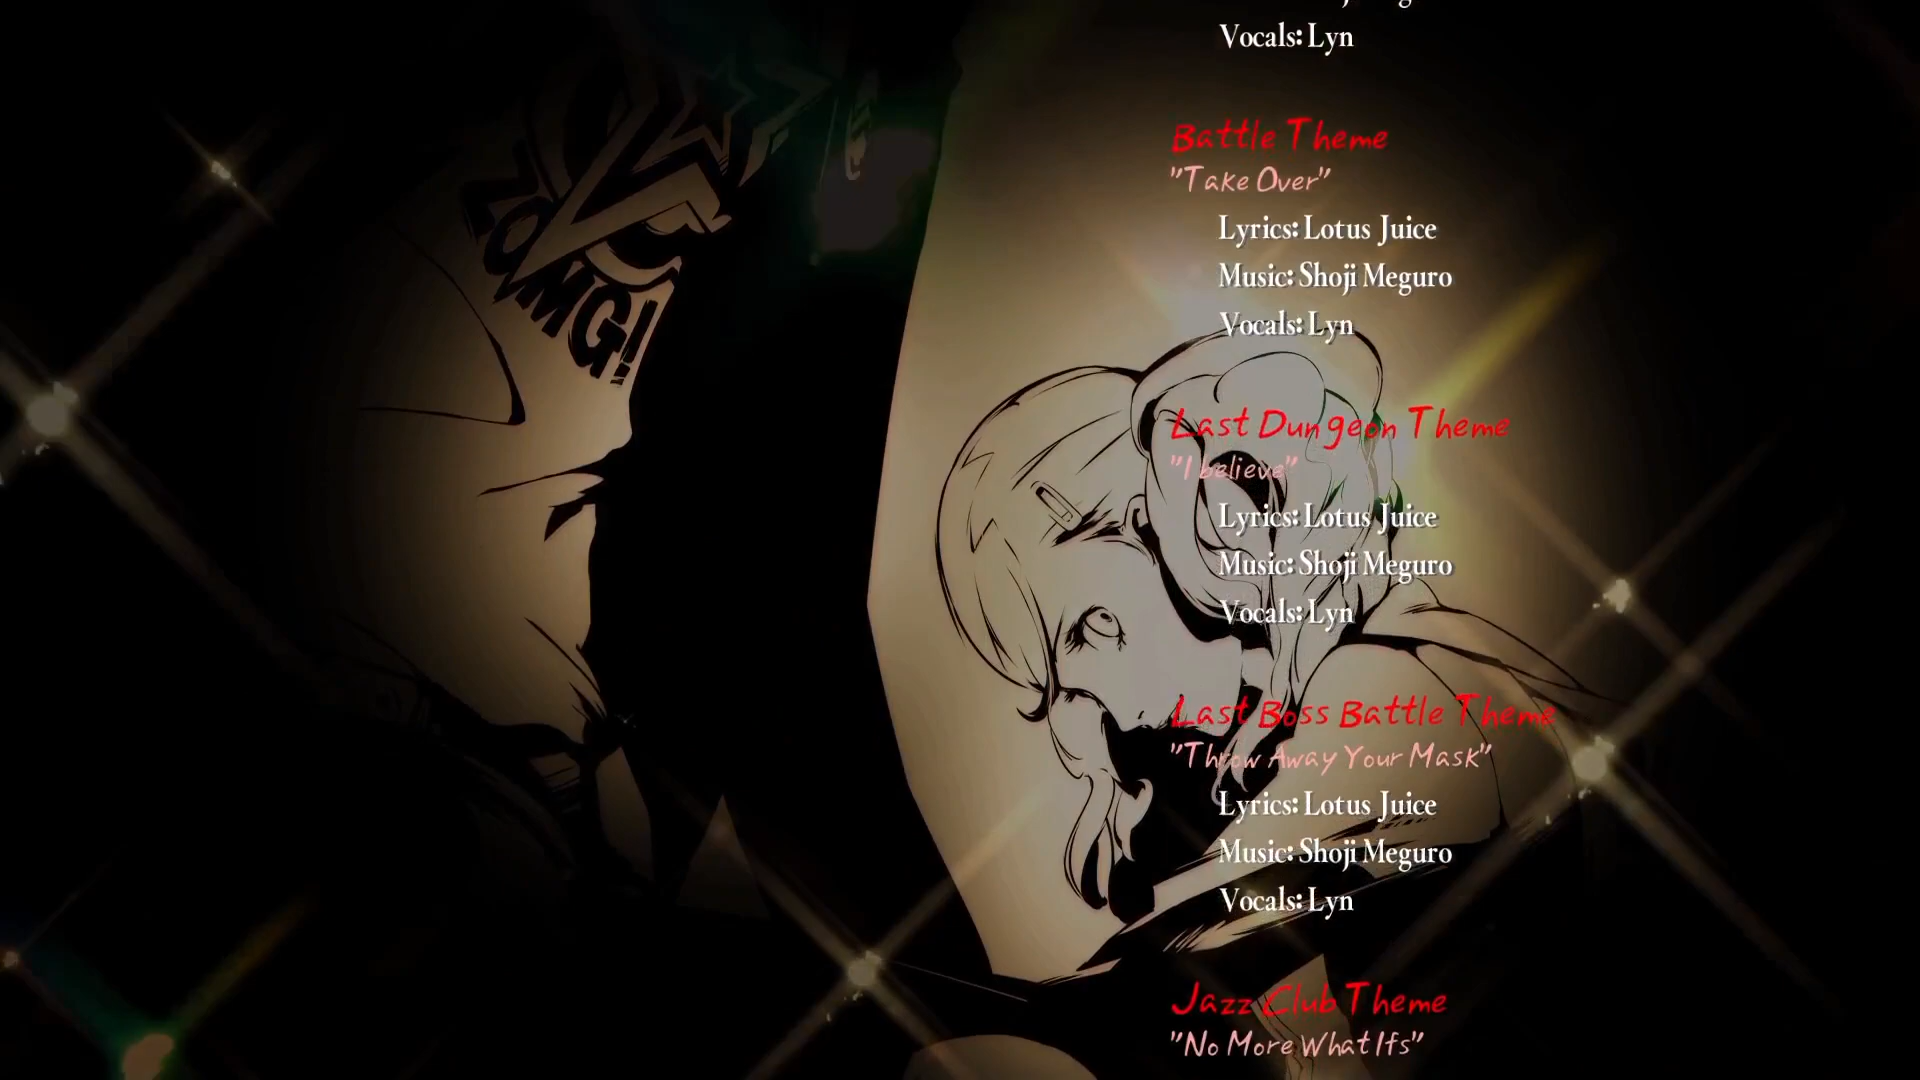 Vocals: Lyn
Battle Theme
"Take Over"
Lyrics: Lotus Juice
Music: Shoji Meguro
Vocals: Lyn
Last Dungeon Theme
"I believe"
Lyrics: Lotus Juice
Music: Shoji Meguro
Vocals: Lyn
Last Boss Battle Theme
"Throw Away Your Mask"
Lyrics: Lotus Juice
Music: Shoji Meguro
Vocals: Lyn
Jazz Club Theme
"No More What Ifs"
OMG!